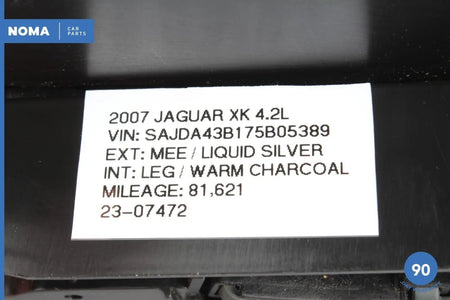 NOMA
CAR
PARTS
2007 JAGUAR XK 4.2L
VIN: SAJDA43B175B05389
EXT: MEE / LIQUID SILVER
INT: LEG / WARM CHARCOAL
MILEAGE: 81,621
23-07472
90